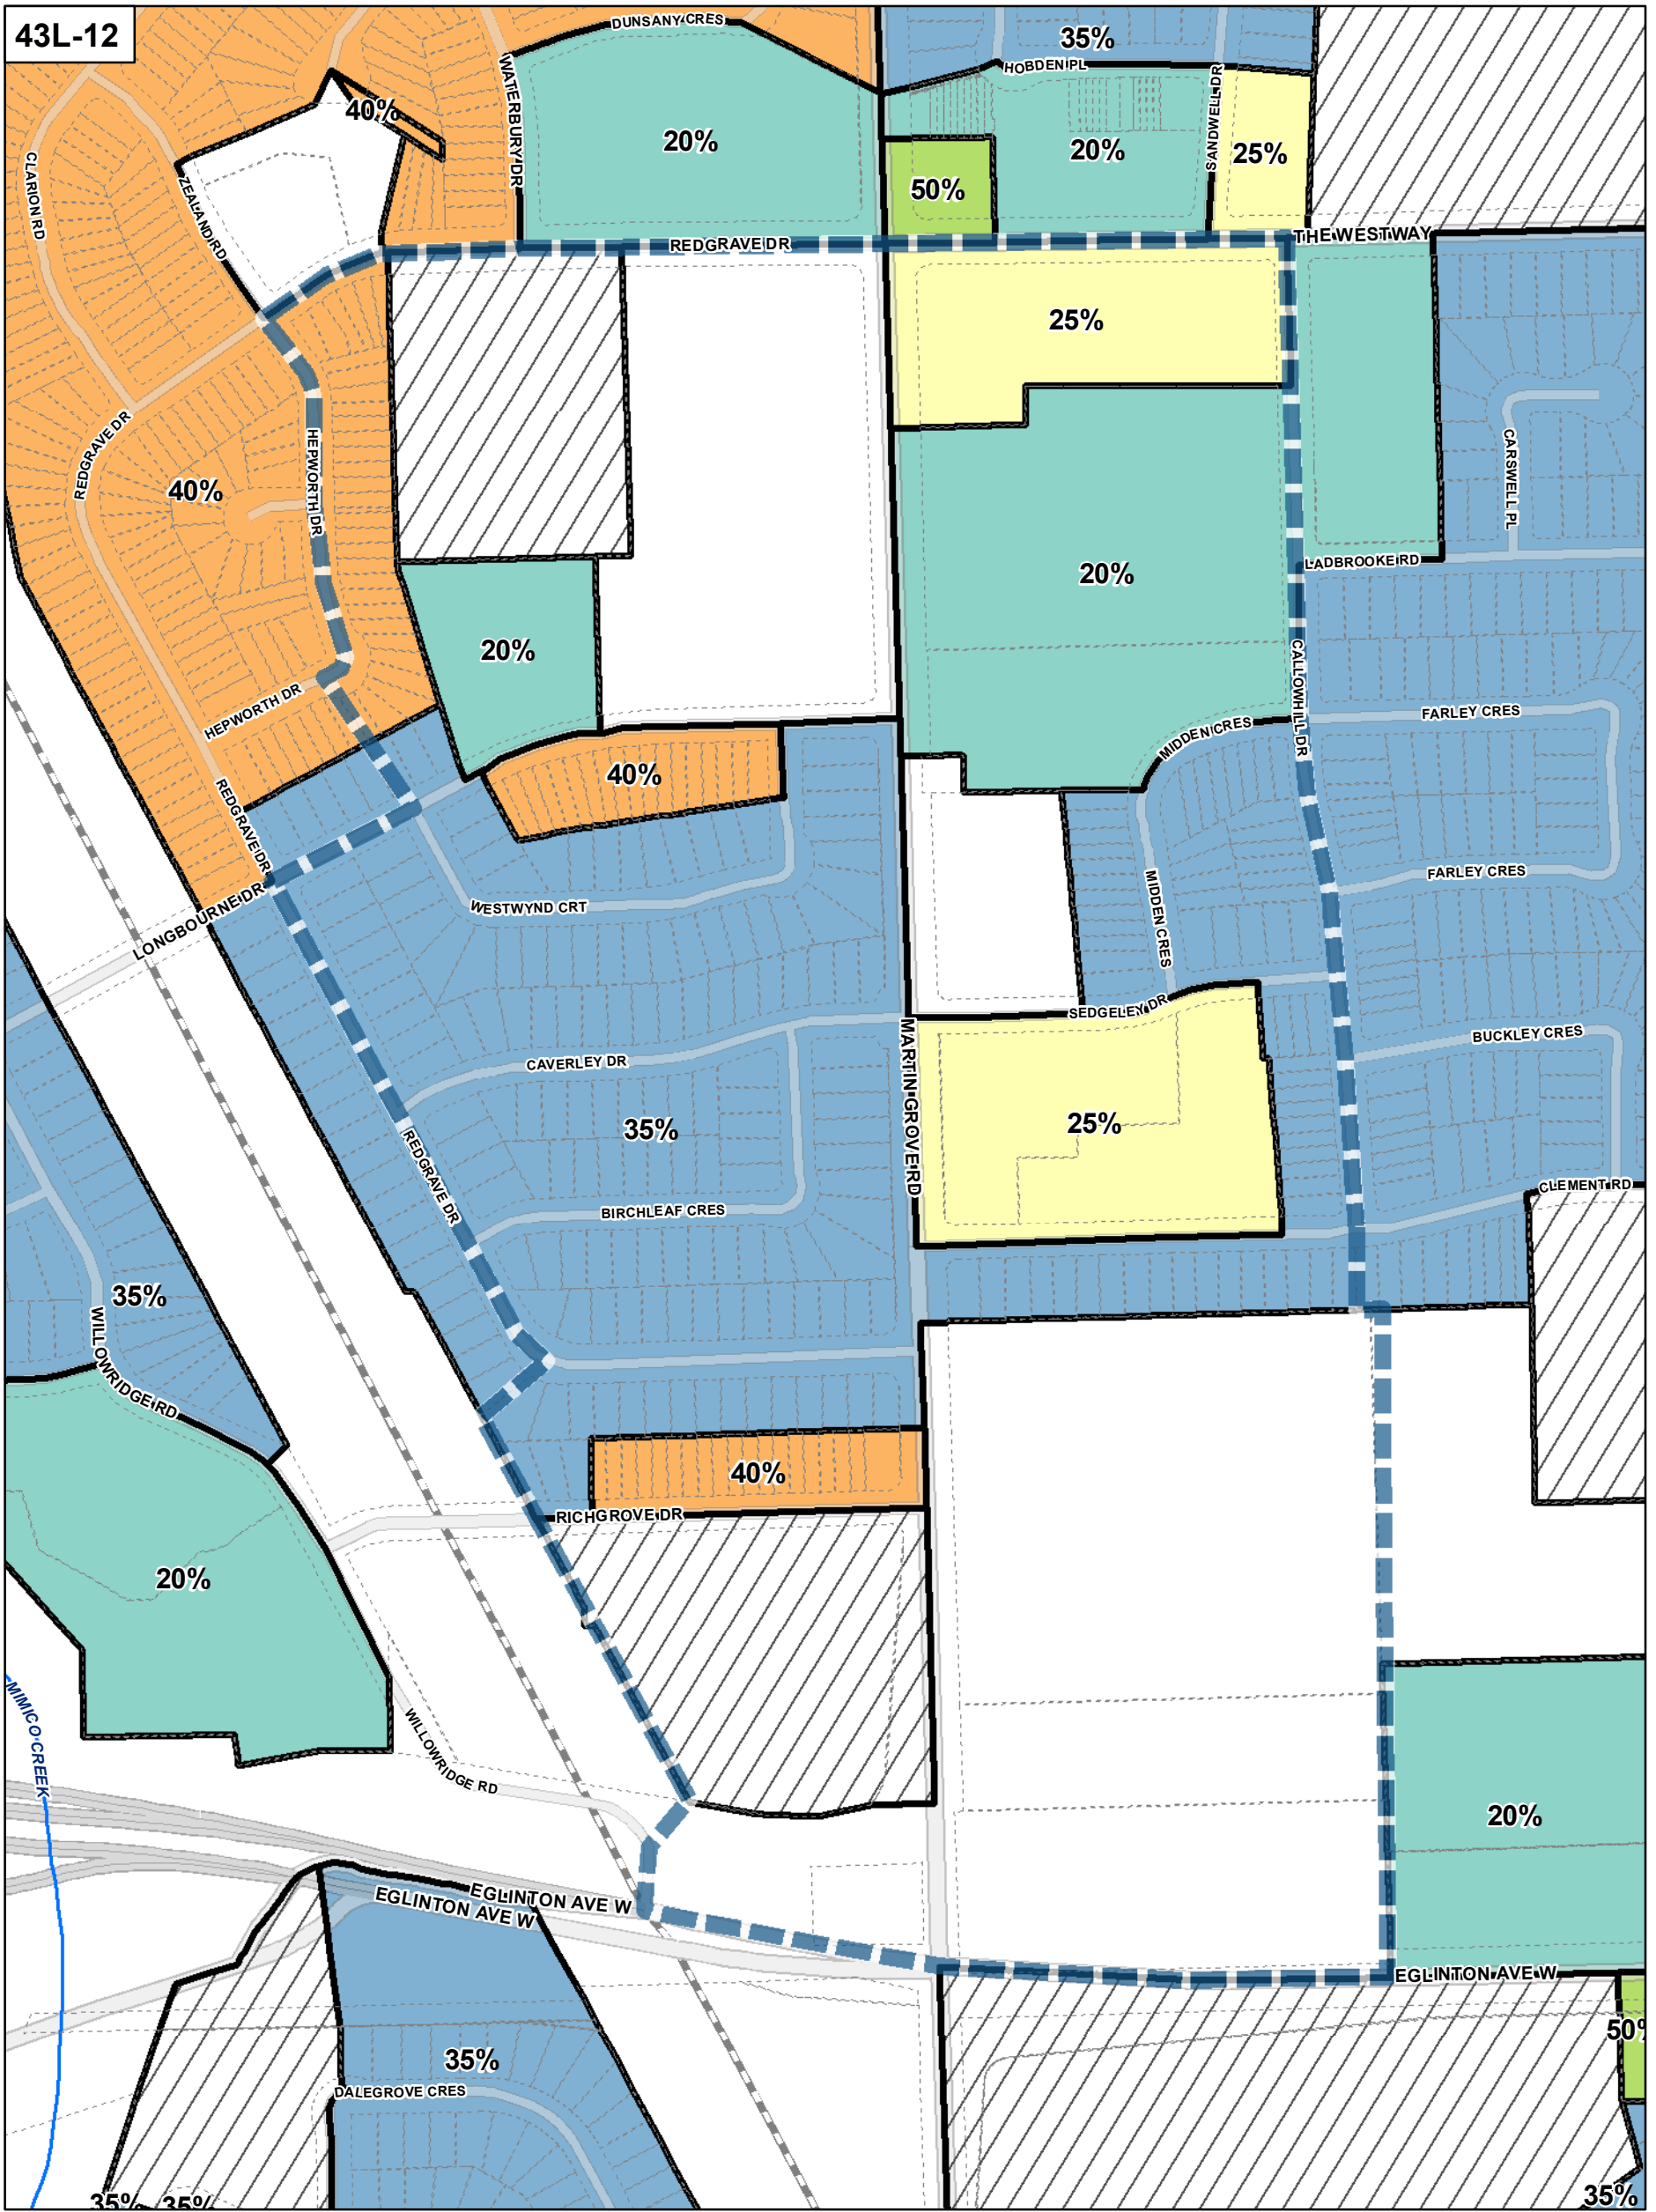 43L-12
DUNSANY CRES
35%
HOBDEN PL
WATERBURY DR
40%
20%
SANDWELL DR
20%
25%
CLARION RD
ZEALAND RD
50%
REDGRAVE DR
THE WESTWAY
25%
REDGRAVE DR
HEPWORTH DR
40%
CARSWELL PL
LADBROOKE RD
20%
20%
CALLOWHILL DR
HEPWORTH DR
FARLEY CRES
MIDDEN CRES
40%
REDGRAVE DR
LONGBOURNE DR
WESTWYND CRT
MIDDEN CRES
FARLEY CRES
SEDGELEY DR
MARTIN GROVE RD
BUCKLEY CRES
CAVERLEY DR
25%
35%
REDGRAVE DR
CLEMENT RD
BIRCHLEAF CRES
35%
WILLOWRIDGE RD
40%
RICHGROVE DR
20%
MIMICO CREEK
WILLOWRIDGE RD
20%
EGLINTON AVE W
EGLINTON AVE W
EGLINTON AVE W
50%
35%
DALEGROVE CRES
35%
35%
35%